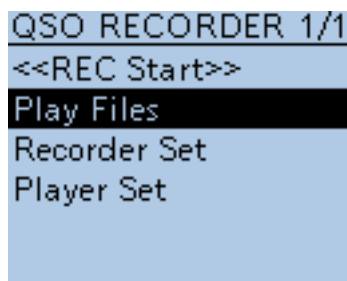 QSO RECORDER 1/1
<<REC Start>>
Play Files
Recorder Set
Player Set